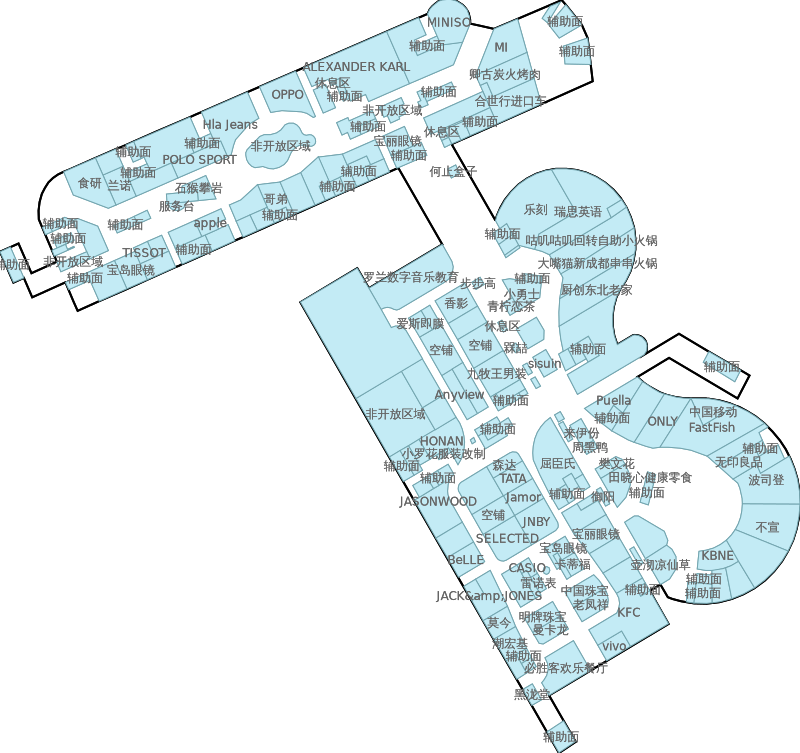 MINISO
辅助面
辅助面
辅助面
MI
ALEXANDER KARL
卿古炭火烤肉
休息区
OPPO
辅助面
辅助面
合世行进口车
非开放区域
辅助面
Hla Jeans
辅助面
休息区
辅助面
宝丽眼镜
非开放区域
辅助面
辅助面
POLO SPORT
辅助面
何止盒子
辅助面
辅助面
食研
兰诺
石猴攀岩
辅助面
哥弟
服务台
辅助面
乐刻
瑞思英语
辅助面
辅助面
apple
辅助面
辅助面
咕叽咕叽回转自助小火锅
辅助面
TISSOT
辅助面
非开放区域
宝岛眼镜
大嘴猫新成都串串火锅
辅助面
罗兰数字音乐教育
步步高
辅助面
厨创东北老家
小勇士
香影
青柠恋茶
爱斯即膜
休息区
空铺
空铺
槑喆
辅助面
sisuin
辅助面
九牧王男装
Anyview
辅助面
Puella
非开放区域
辅助面
ONLY
中国移动
FastFish
辅助面
来伊份
HONAN
周黑鸭
小罗花服装改制
辅助面
无印良品
辅助面
森达
屈臣氏
樊文花
辅助面
TATA
田晓心健康零食
波司登
JASONWOOD
Jamor
辅助面
御阳
辅助面
空铺
JNBY
不宣
SELECTED
宝丽眼镜
宝岛眼镜
BeLLE
KBNE
CASIO
卡蒂福
壶沏凉仙草
雷诺表
辅助面
JACK&amp;JONES
中国珠宝
辅助面
辅助面
老凤祥
莫今
明牌珠宝
KFC
曼卡龙
潮宏基
vivo
辅助面
必胜客欢乐餐厅
黑泷堂
辅助面